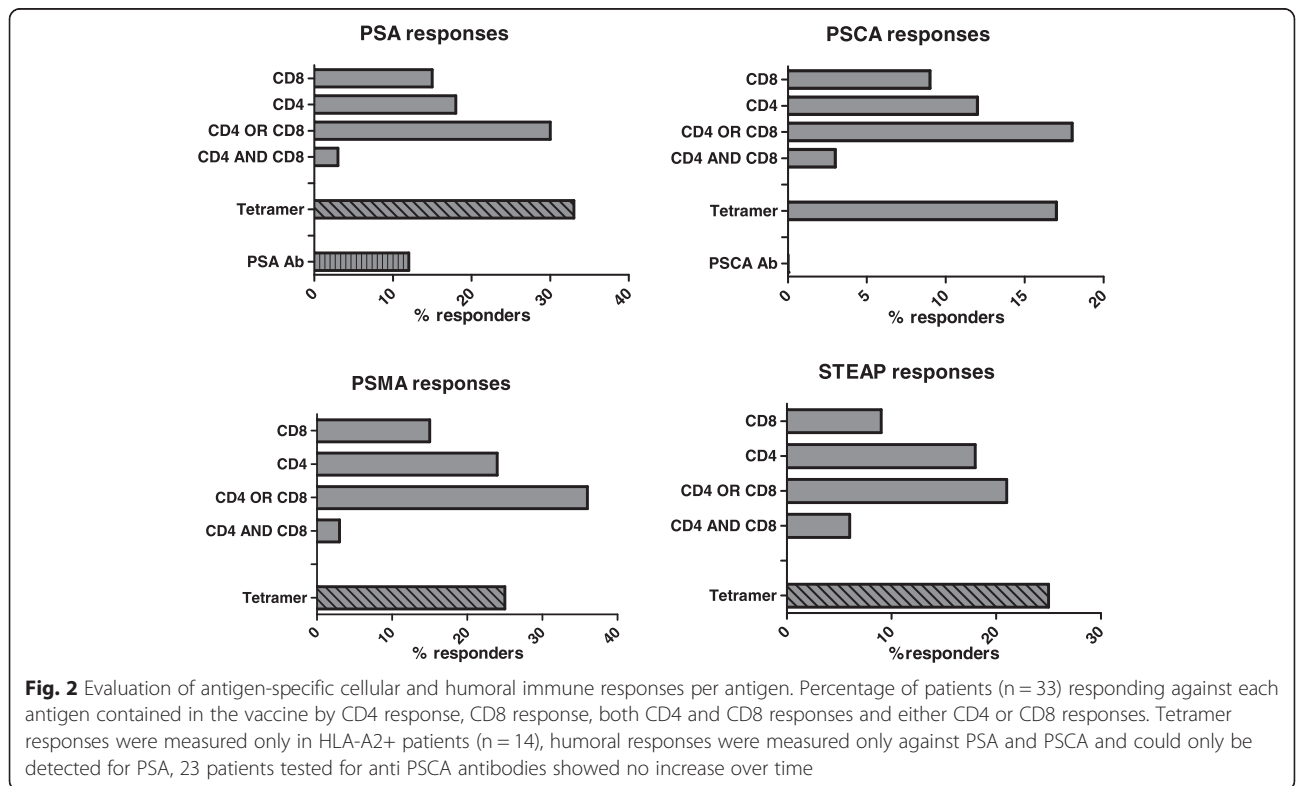 PSA responses
CD8
CD4
CD4 OR CD8
CD4 AND CD8
Tetramer
PSA Ab
0 10 20 30 40
% responders
PSCA responses
CD8
CD4
CD4 OR CD8
CD4 AND CD8
Tetramer
PSCA Ab
0 5 10 15 20
% responders
PSMA responses
CD8
CD4
CD4 OR CD8
CD4 AND CD8
Tetramer
0 10 20 30 40
% responders
STEAP responses
CD8
CD4
CD4 OR CD8
CD4 AND CD8
Tetramer
0 10 20 30
%responders
Fig. 2 Evaluation of antigen-specific cellular and humoral immune responses per antigen. Percentage of patients (n = 33) responding against each
antigen contained in the vaccine by CD4 response, CD8 response, both CD4 and CD8 responses and either CD4 or CD8 responses. Tetramer
responses were measured only in HLA-A2+ patients (n = 14), humoral responses were measured only against PSA and PSCA and could only be
detected for PSA, 23 patients tested for anti PSCA antibodies showed no increase over time